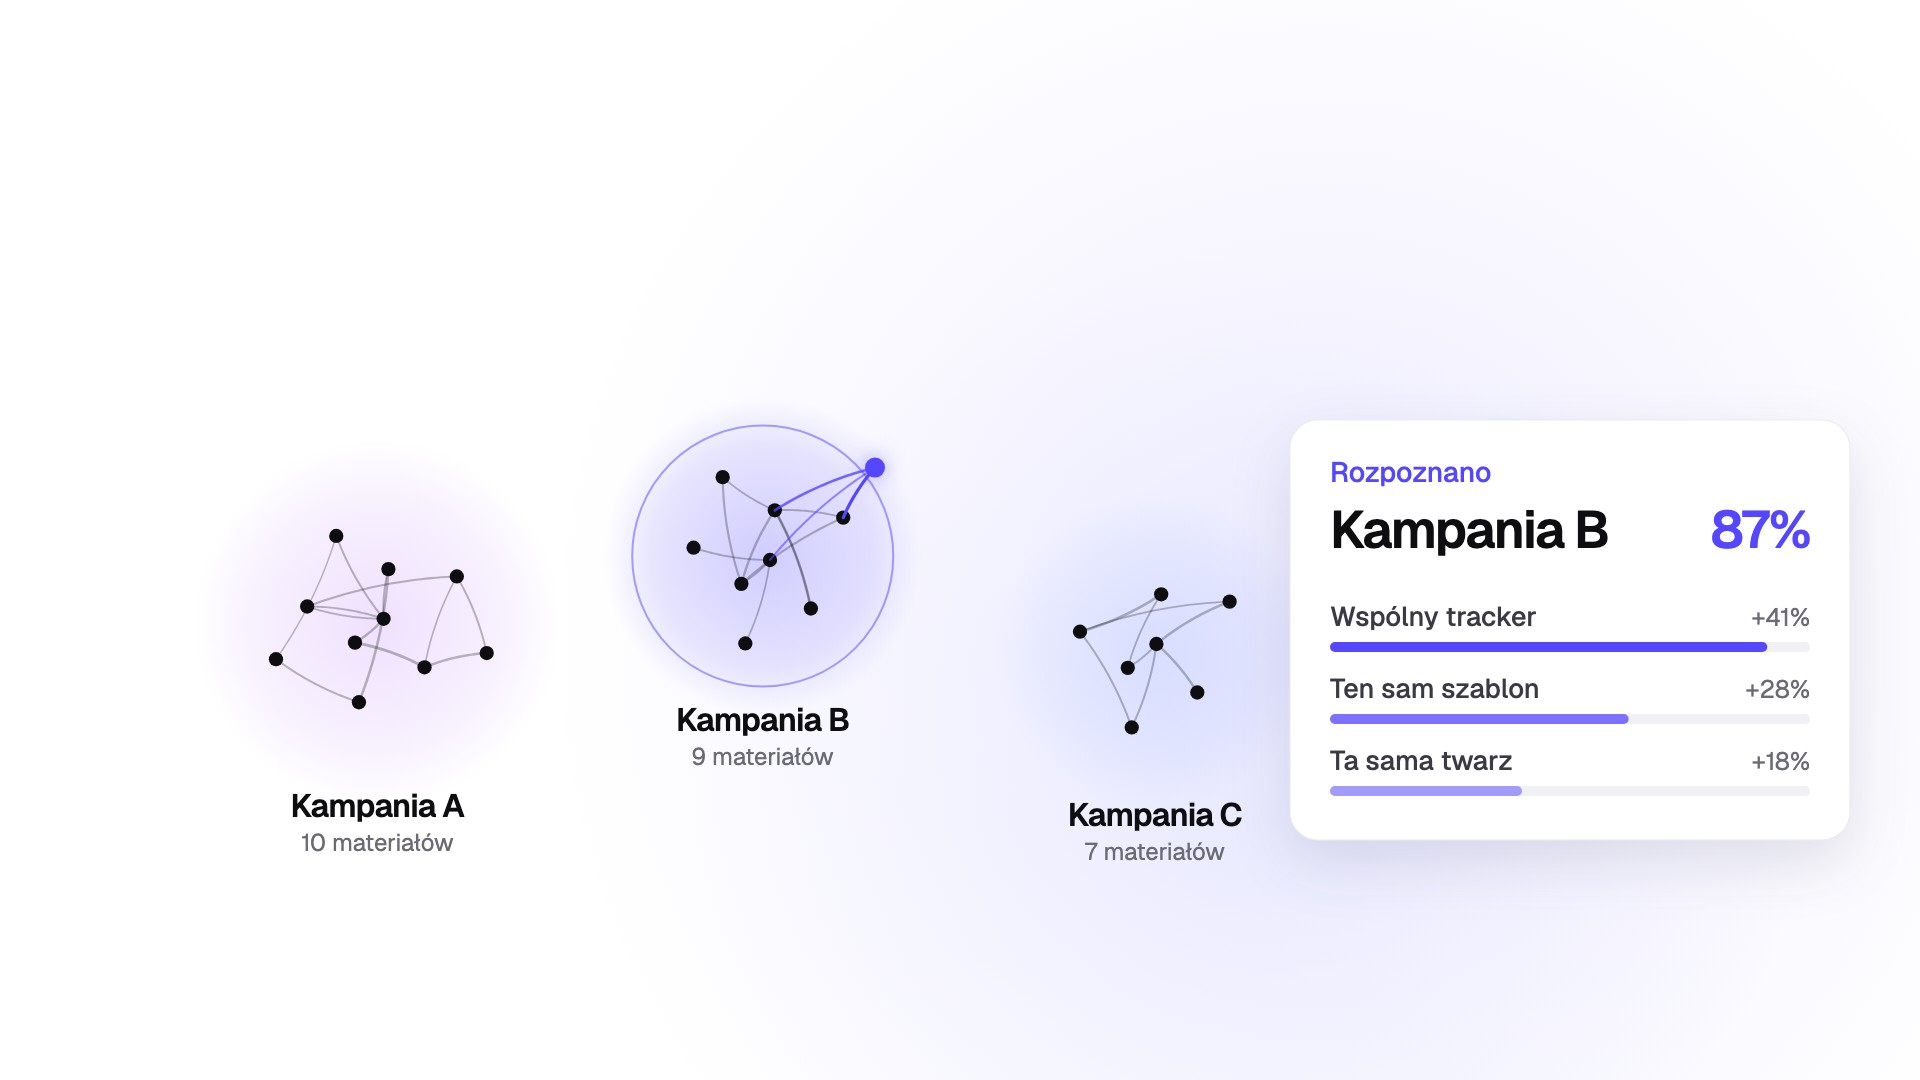 Kampania A
10 materiałów
Kampania B
9 materiałów
Kampania C
7 materiałów
Rozpoznano
Kampania B 87%
Wspólny tracker +41%
Ten sam szablon +28%
Ta sama twarz +18%